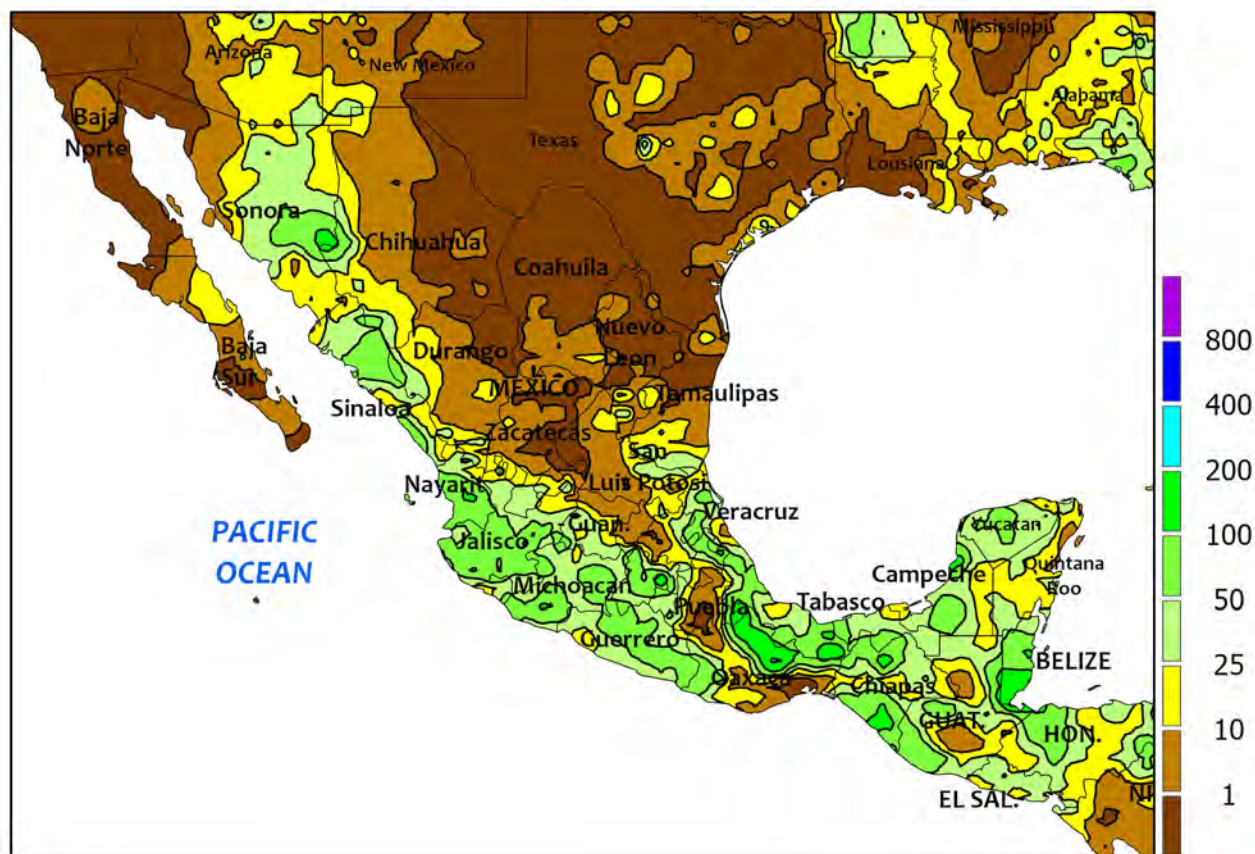 Mississippi
Arizona
New Mexico
Alabama
Baja
Norte
Texas
Lousiana
Sonora
Chihuahua
Coahuila
Nuevo
Leon
Baja
Sur
Durango
MEXICO
Tamaulipas
Sinaloa
Zacatecas
San
Luis Potosi
Nayarit
Veracruz
Guan.
Yucatan
PACIFIC
OCEAN
Jalisco
Michoacan
Campeche
Quintana
Roo
Puebla
Tabasco
Guerrero
BELIZE
Oaxaca
Chiapas
GUAT.
HON.
EL SAL.
NI
800
400
200
100
50
25
10
1